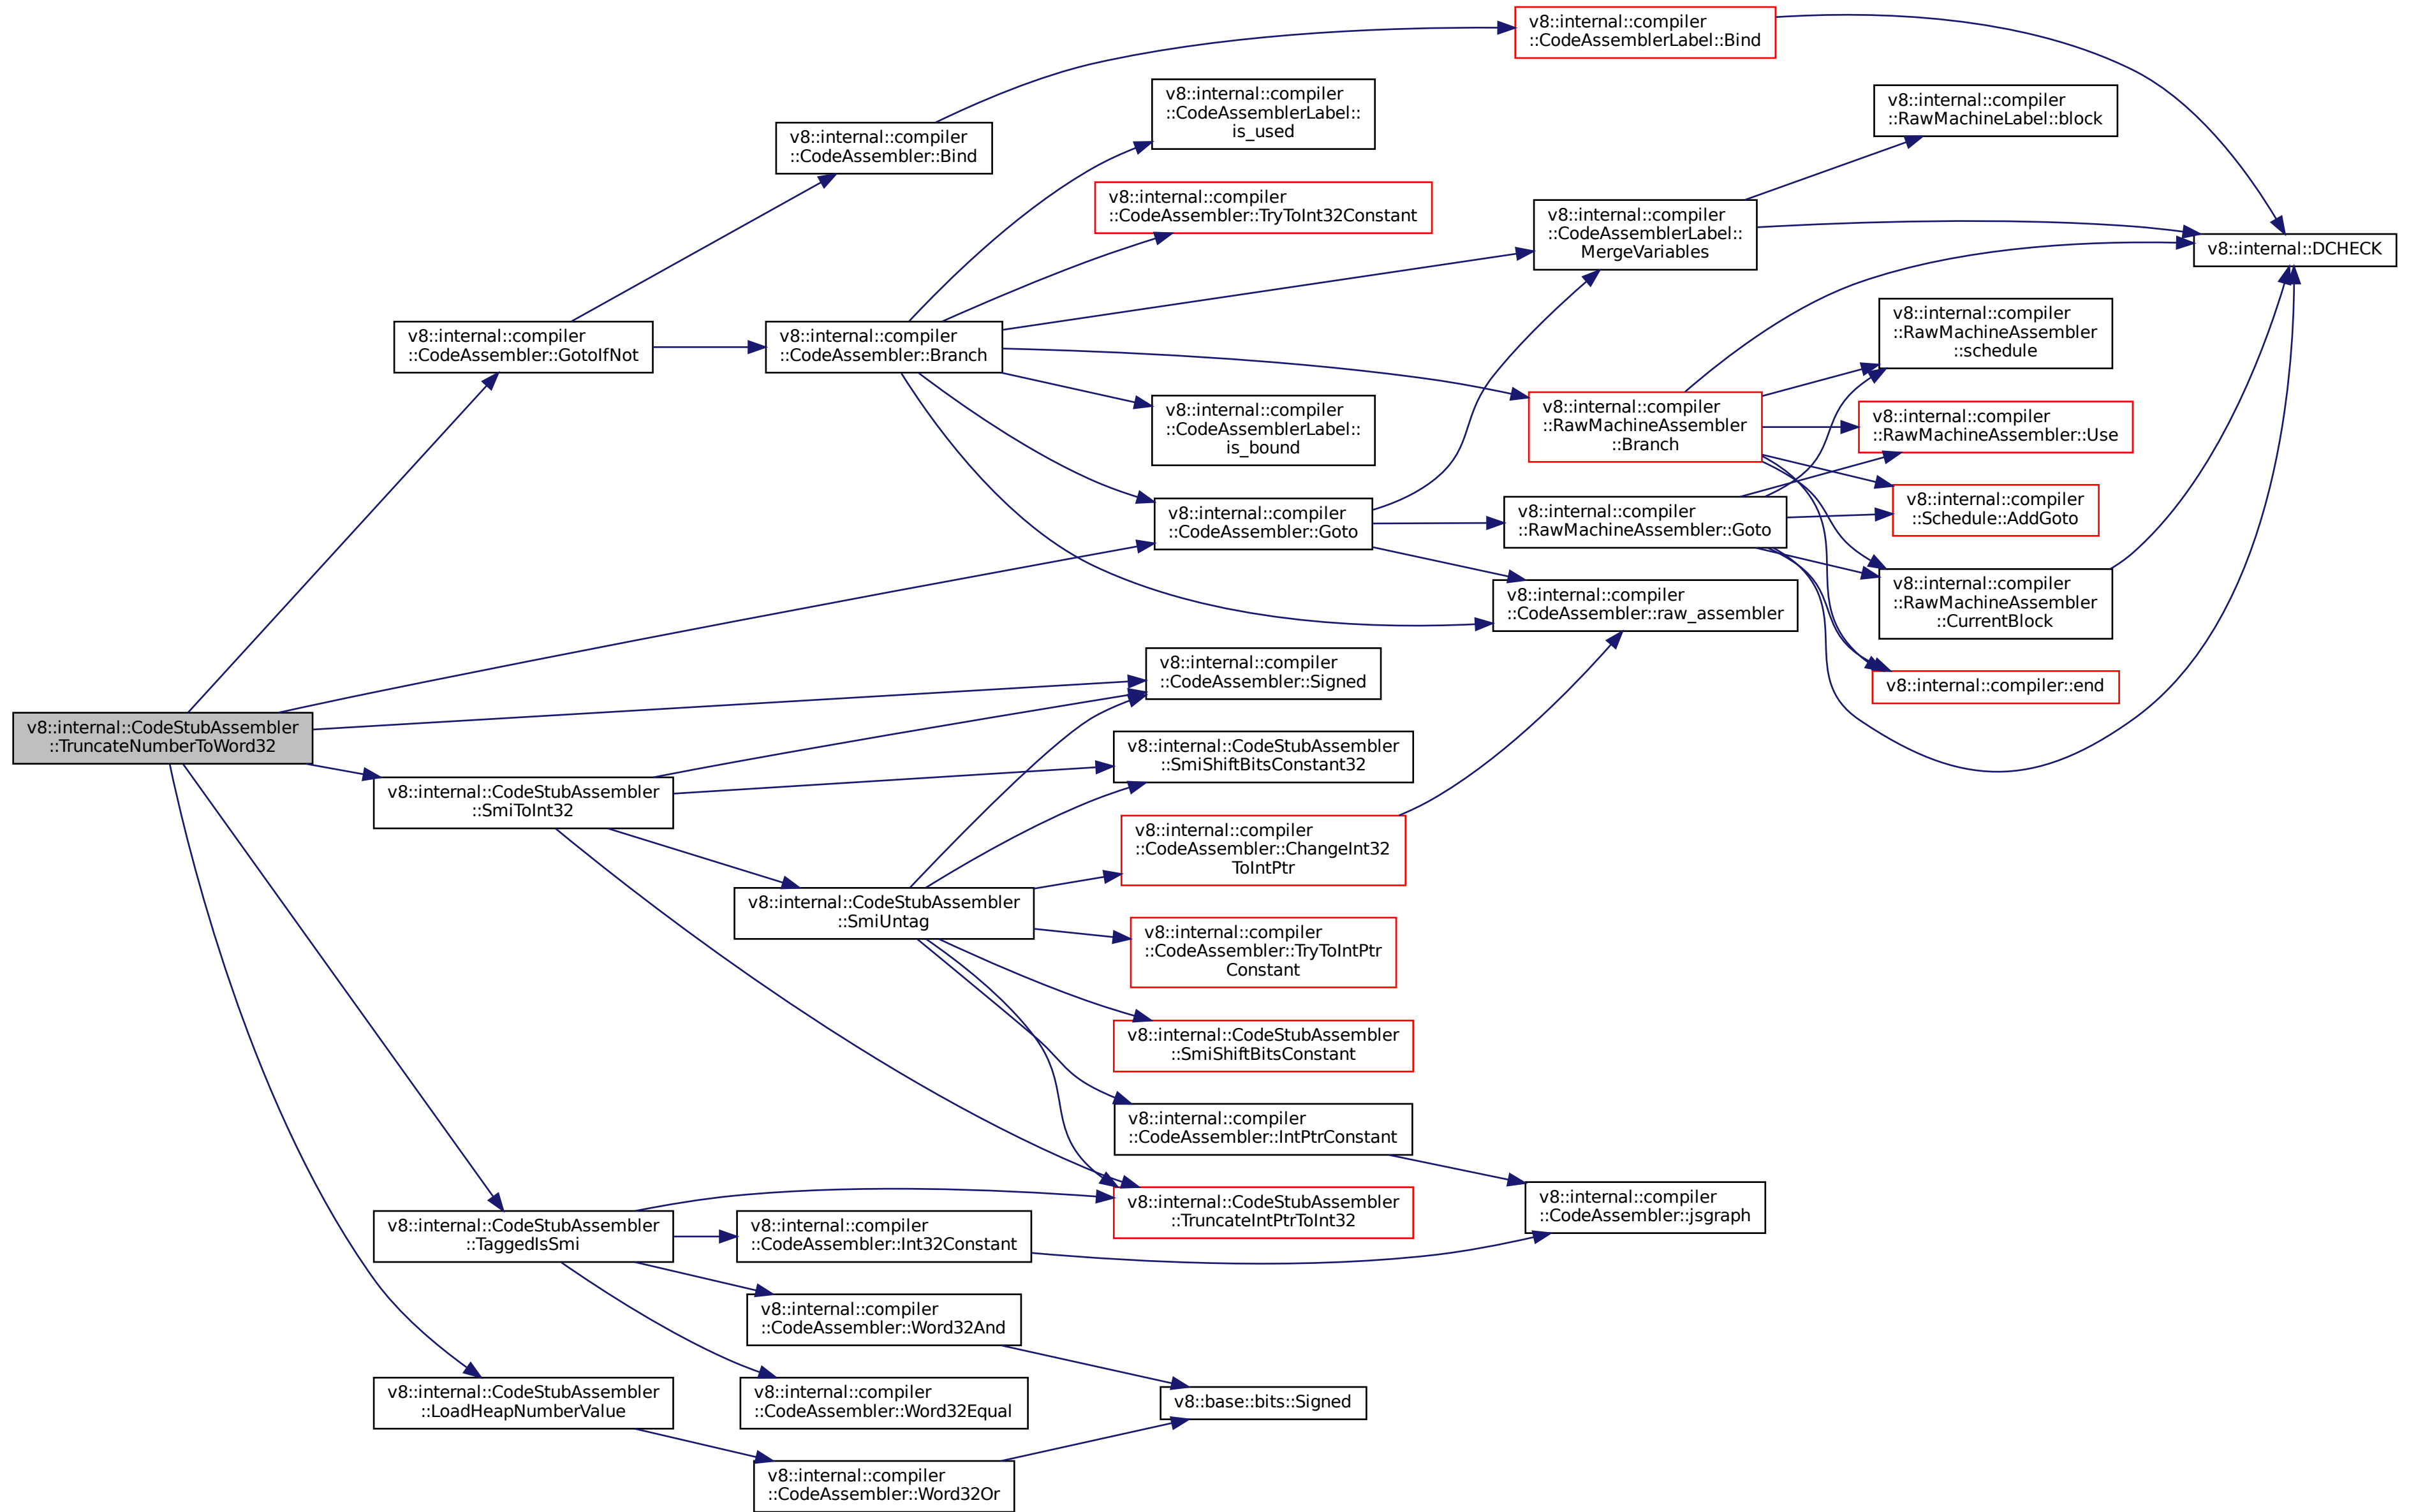 v8::internal::CodeStubAssembler
::TruncateNumberToWord32
v8::internal::compiler
::CodeAssembler::GotoIfNot
v8::internal::CodeStubAssembler
::SmiToInt32
v8::internal::CodeStubAssembler
::TaggedIsSmi
v8::internal::CodeStubAssembler
::LoadHeapNumberValue
v8::internal::compiler
::CodeAssembler::Bind
v8::internal::compiler
::CodeAssembler::Branch
v8::internal::CodeStubAssembler
::SmiUntag
v8::internal::compiler
::CodeAssembler::Int32Constant
v8::internal::compiler
::CodeAssembler::Word32And
v8::internal::compiler
::CodeAssembler::Word32Equal
v8::internal::compiler
::CodeAssembler::Word32Or
v8::internal::compiler
::CodeAssemblerLabel::
is_used
v8::internal::compiler
::CodeAssembler::TryToInt32Constant
v8::internal::compiler
::CodeAssemblerLabel::
is_bound
v8::internal::compiler
::CodeAssembler::Goto
v8::internal::compiler
::CodeAssembler::Signed
v8::internal::CodeStubAssembler
::SmiShiftBitsConstant32
v8::internal::compiler
::CodeAssembler::ChangeInt32
ToIntPtr
v8::internal::compiler
::CodeAssembler::TryToIntPtr
Constant
v8::internal::CodeStubAssembler
::SmiShiftBitsConstant
v8::internal::compiler
::CodeAssembler::IntPtrConstant
v8::internal::CodeStubAssembler
::TruncateIntPtrToInt32
v8::base::bits::Signed
v8::internal::compiler
::CodeAssemblerLabel::Bind
v8::internal::compiler
::CodeAssemblerLabel::
MergeVariables
v8::internal::compiler
::RawMachineAssembler
::Branch
v8::internal::compiler
::RawMachineAssembler::Goto
v8::internal::compiler
::CodeAssembler::raw_assembler
v8::internal::compiler
::CodeAssembler::jsgraph
v8::internal::compiler
::RawMachineLabel::block
v8::internal::compiler
::RawMachineAssembler
::schedule
v8::internal::compiler
::RawMachineAssembler::Use
v8::internal::compiler
::Schedule::AddGoto
v8::internal::compiler
::RawMachineAssembler
::CurrentBlock
v8::internal::compiler::end
v8::internal::DCHECK